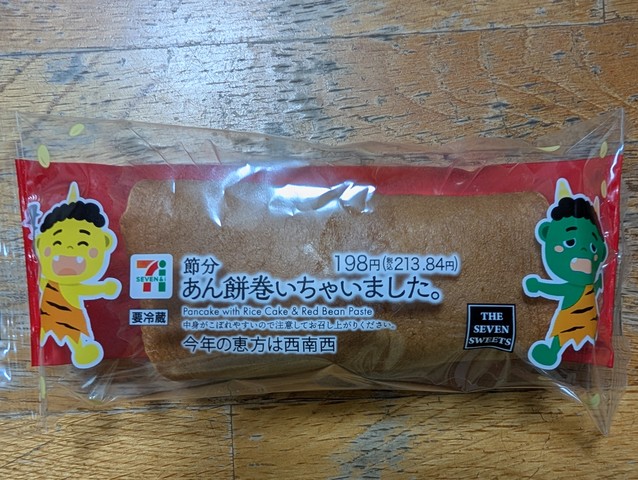 節分
198円(税込213.84円)
あん餅巻いちゃいました。
Pancake with Rice Cake & Red Bean Paste
中身がこぼれやすいので注意してお召し上がりください。
今年の恵方は西南西
SEVEN & i
要冷蔵
THE
SEVEN
SWEETS